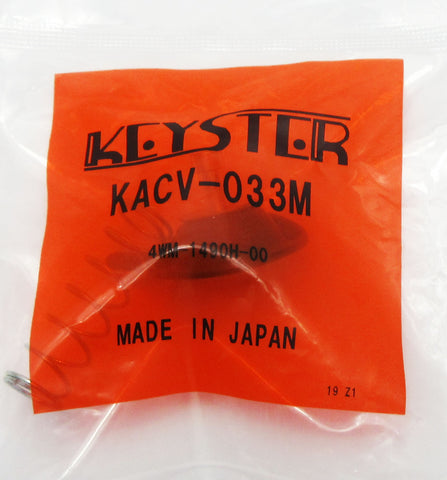 KEYSTER
KACV-033M
4WM-1490H-00
MADE IN JAPAN
19 Z1